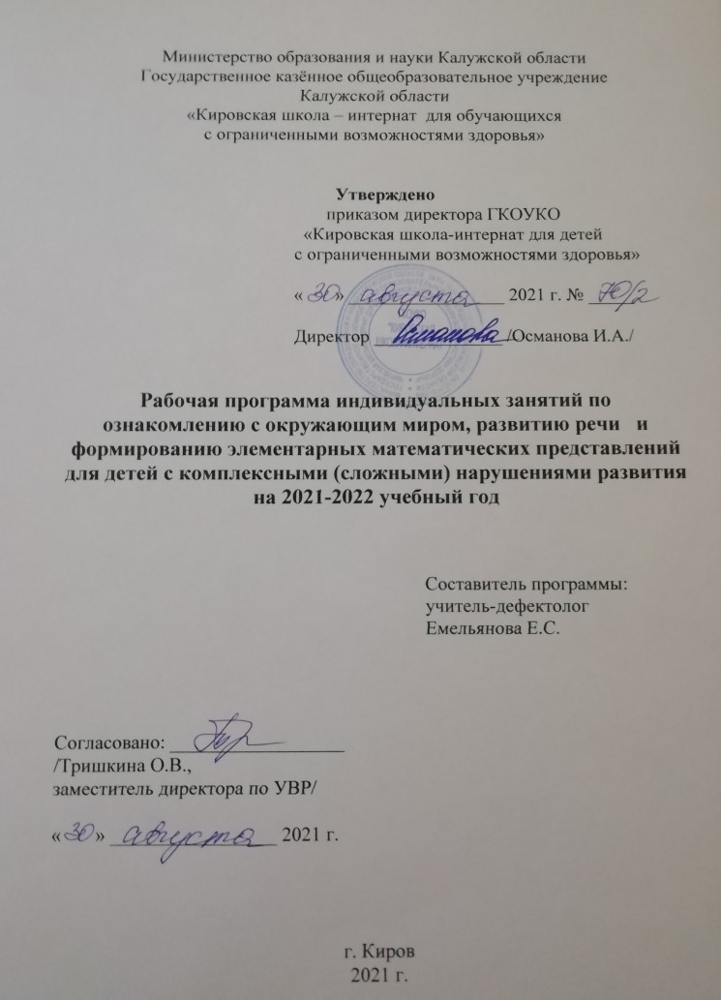 Министерство образования и науки Калужской области
Государственное казённое общеобразовательное учреждение
Калужской области
«Кировская школа – интернат для обучающихся
с ограниченными возможностями здоровья»
Утверждено
приказом директора ГКОУКО
«Кировская школа-интернат для детей
с ограниченными возможностями здоровья»
«30» августа 2021 г. № 70/2
Директор Османова /Османова И.А./
Рабочая программа индивидуальных занятий по
ознакомлению с окружающим миром, развитию речи и
формированию элементарных математических представлений
для детей с комплексными (сложными) нарушениями развития
на 2021-2022 учебный год
Составитель программы:
учитель-дефектолог
Емельянова Е.С.
Согласовано:
/Тришкина О.В.,
заместитель директора по УВР/
«30» августа 2021 г.
г. Киров
2021 г.